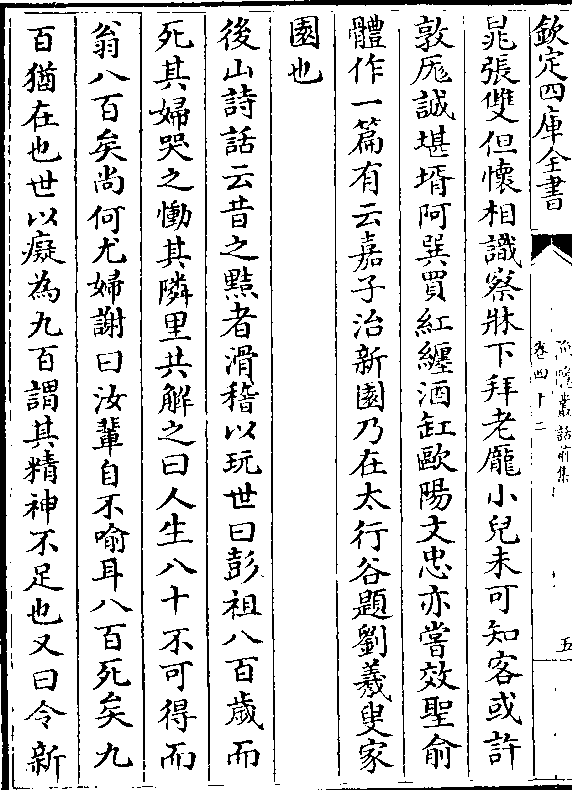 欽定四庫全書
漁隱叢話前集
卷四十二
五
晁張雙但懷相識察牀下拜老龐小兒未可知客或許
敦厖誠堪壻阿巽買紅纏酒缸歐陽文忠亦嘗效聖俞
體作一篇有云嘉子治新園乃在太行谷題劉羲叟家
園也
後山詩話云昔之黠者滑稽以玩世曰彭祖八百歲而
死其婦哭之慟其隣里共解之曰人生八十不可得而
翁八百矣尚何尤婦謝曰汝輩自不喻耳八百死矣九
百猶在也世以癡為九百謂其精神不足也又曰令新